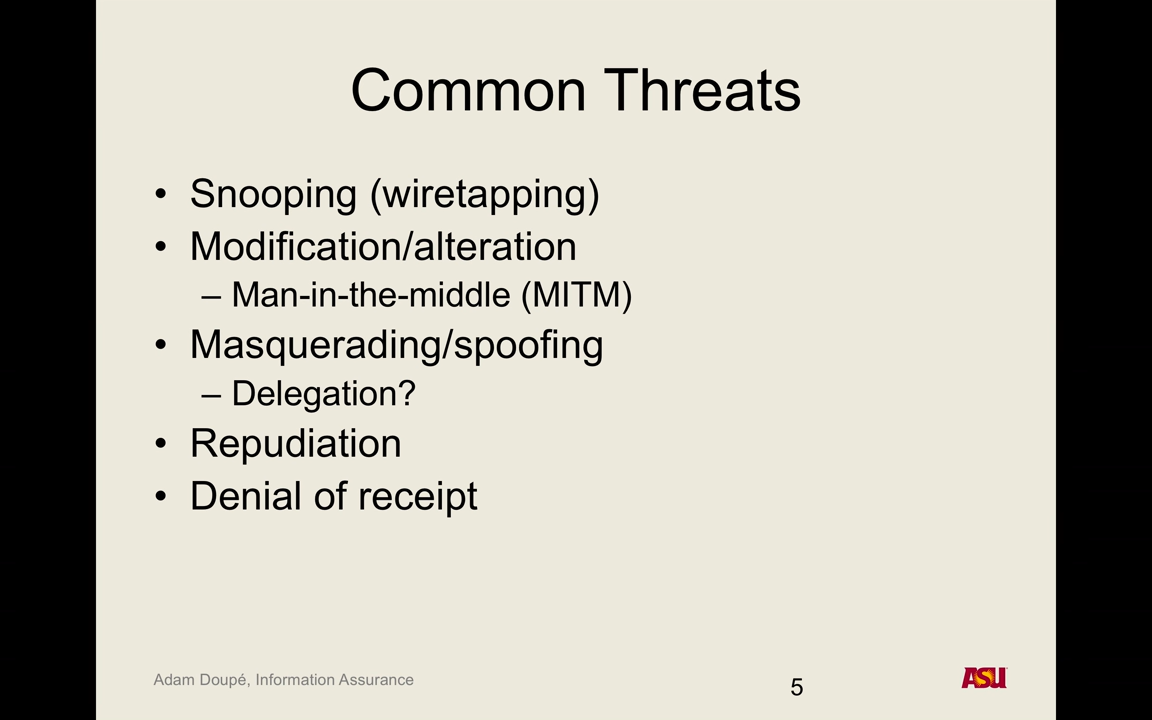 Common Threats
• Snooping (wiretapping)
• Modification/alteration
– Man-in-the-middle (MITM)
• Masquerading/spoofing
– Delegation?
• Repudiation
• Denial of receipt
Adam Doupé, Information Assurance
5
ASU